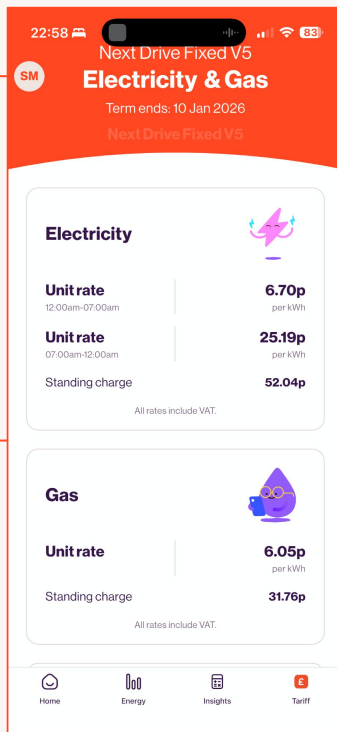 22:58
83
Next Drive Fixed V5
SM
Electricity & Gas
Term ends: 10 Jan 2026
Next Drive Fixed V5
Electricity
Unit rate 6.70p
12:00am-07:00am per kWh
Unit rate 25.19p
07:00am-12:00am per kWh
Standing charge 52.04p
All rates include VAT.
Gas
Unit rate 6.05p
per kWh
Standing charge 31.76p
All rates include VAT.
£
Home Energy Insights Tariff